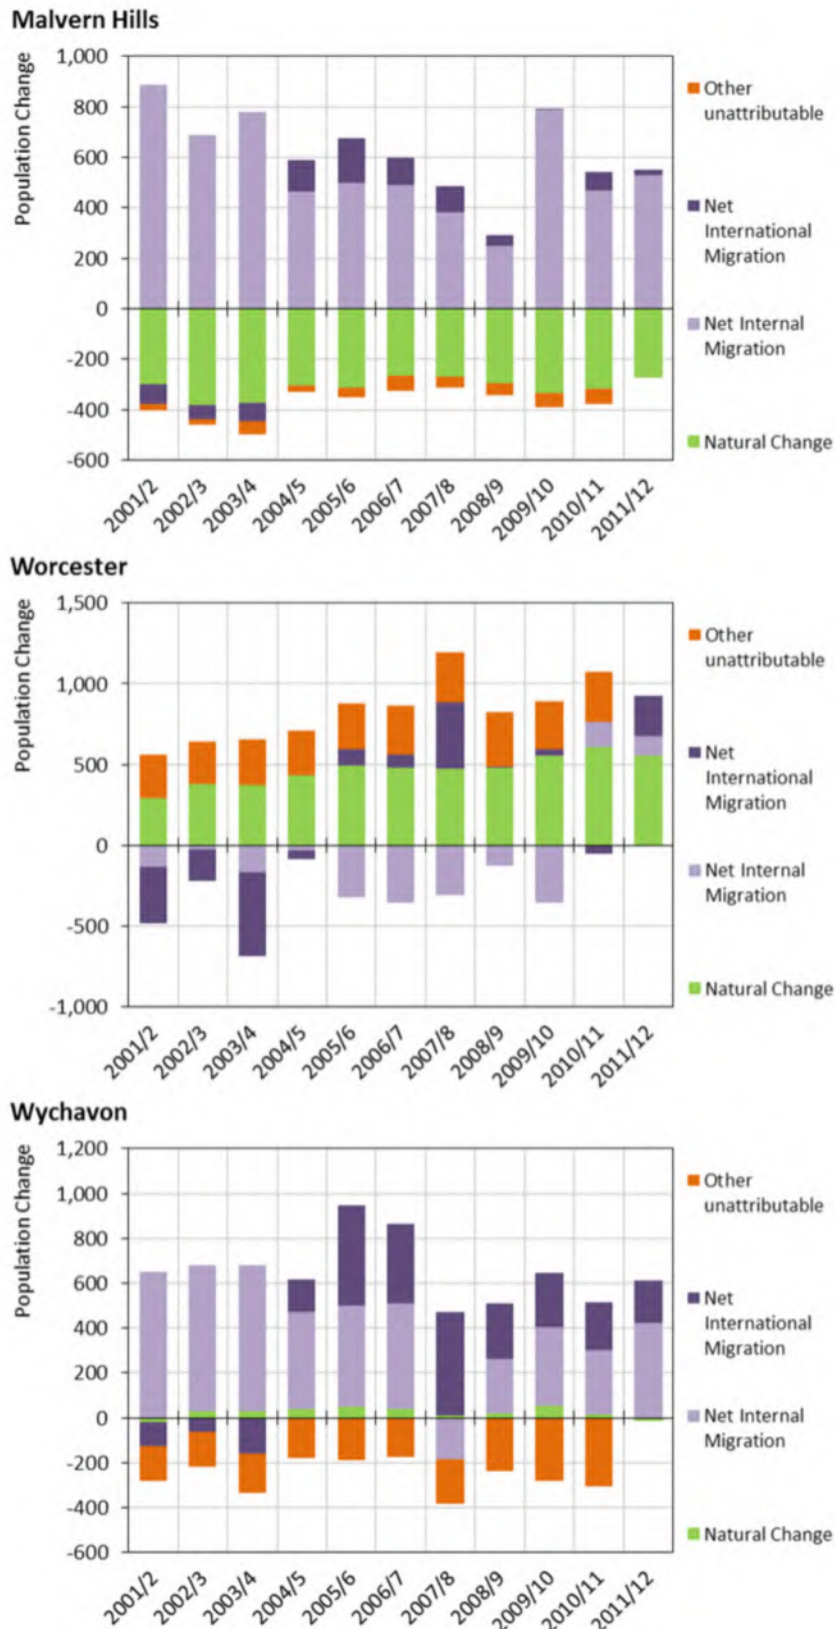 Malvern Hills
Population Change
1,000
800
600
400
200
0
-200
-400
-600
2001/2
2002/3
2003/4
2004/5
2005/6
2006/7
2007/8
2008/9
2009/10
2010/11
2011/12
Other
unattributable
Net
International
Migration
Net Internal
Migration
Natural Change
Worcester
Population Change
1,500
1,000
500
0
-500
-1,000
2001/2
2002/3
2003/4
2004/5
2005/6
2006/7
2007/8
2008/9
2009/10
2010/11
2011/12
Other
unattributable
Net
International
Migration
Net Internal
Migration
Natural Change
Wychavon
Population Change
1,200
1,000
800
600
400
200
0
-200
-400
-600
2001/2
2002/3
2003/4
2004/5
2005/6
2006/7
2007/8
2008/9
2009/10
2010/11
2011/12
Other
unattributable
Net
International
Migration
Net Internal
Migration
Natural Change